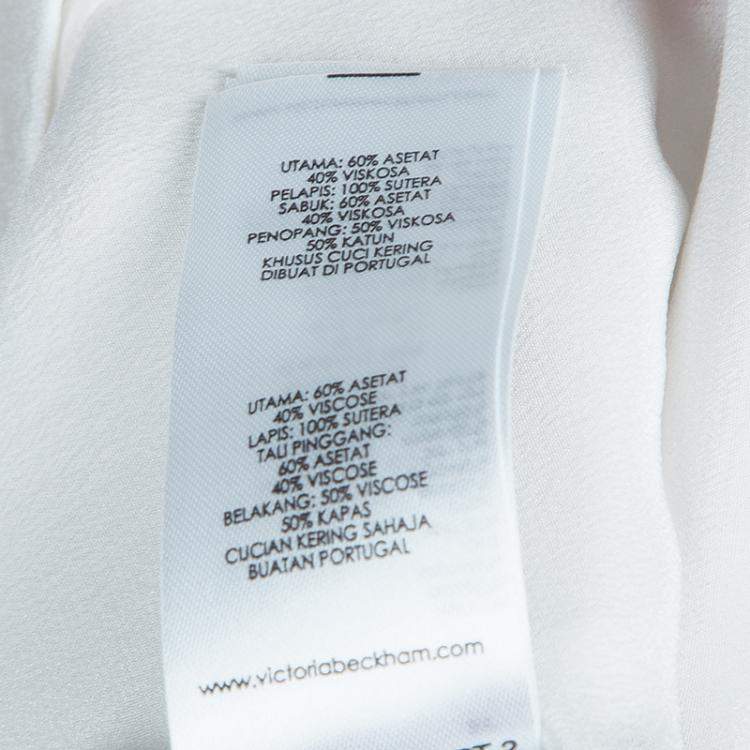 UTAMA: 60% ASETAT
40% VISKOSA
PELAPIS: 100% SUTERA
SABUK: 60% ASETAT
40% VISKOSA
PENOPANG: 50% VISKOSA
50% KATUN
KHUSUS CUCI KERING
DIBUAT DI PORTUGAL
UTAMA: 60% ASETAT
40% VISCOSE
LAPIS: 100% SUTERA
TALI PINGGANG:
60% ASETAT
40% VISCOSE
BELAKANG: 50% VISCOSE
50% KAPAS
CUCIAN KERING SAHAJA
BUATAN PORTUGAL
www.victoriabeckham.com